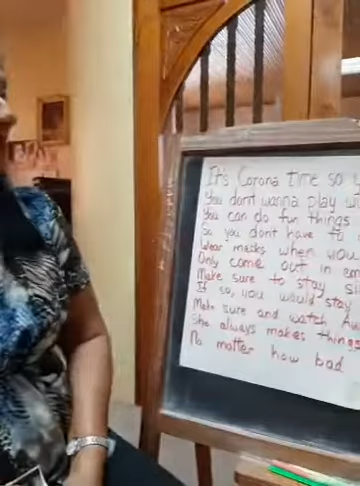 It's Corona time so
You dont wanna play
You can do fun things
So you dont have to
Wear masks when you
Only come out in
Make sure to stay
If so, you would stay
Make sure and watch
She always makes things
No matter how bad